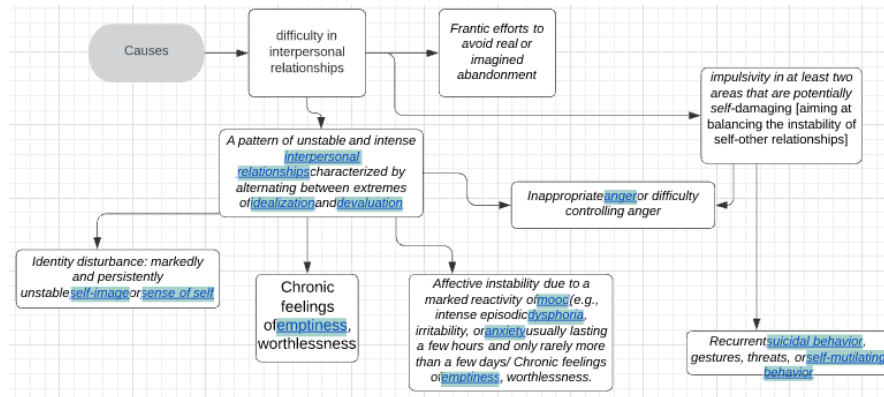 Causes
difficulty in
interpersonal
relationships
Frantic efforts to
avoid real or
imagined
abandonment
impulsivity in at least two
areas that are potentially
self-damaging [aiming at
balancing the instability of
self-other relationships]
A pattern of unstable and intense
interpersonal
relationshipscharacterized by
alternating between extremes
ofidealizationanddevaluation
Inappropriateangeror difficulty
controlling anger
Identity disturbance: markedly
and persistently
unstableself-imageorsense of self
Chronic
feelings
ofemptiness,
worthlessness
Affective instability due to a
marked reactivity ofmooc(e.g.,
intense episodicdysphoria,
irritability, oranxietyusually lasting
a few hours and only rarely more
than a few days/ Chronic feelings
ofemptiness, worthlessness.
Recurrentsuicidal behavior,
gestures, threats, orself-mutilating
behavior